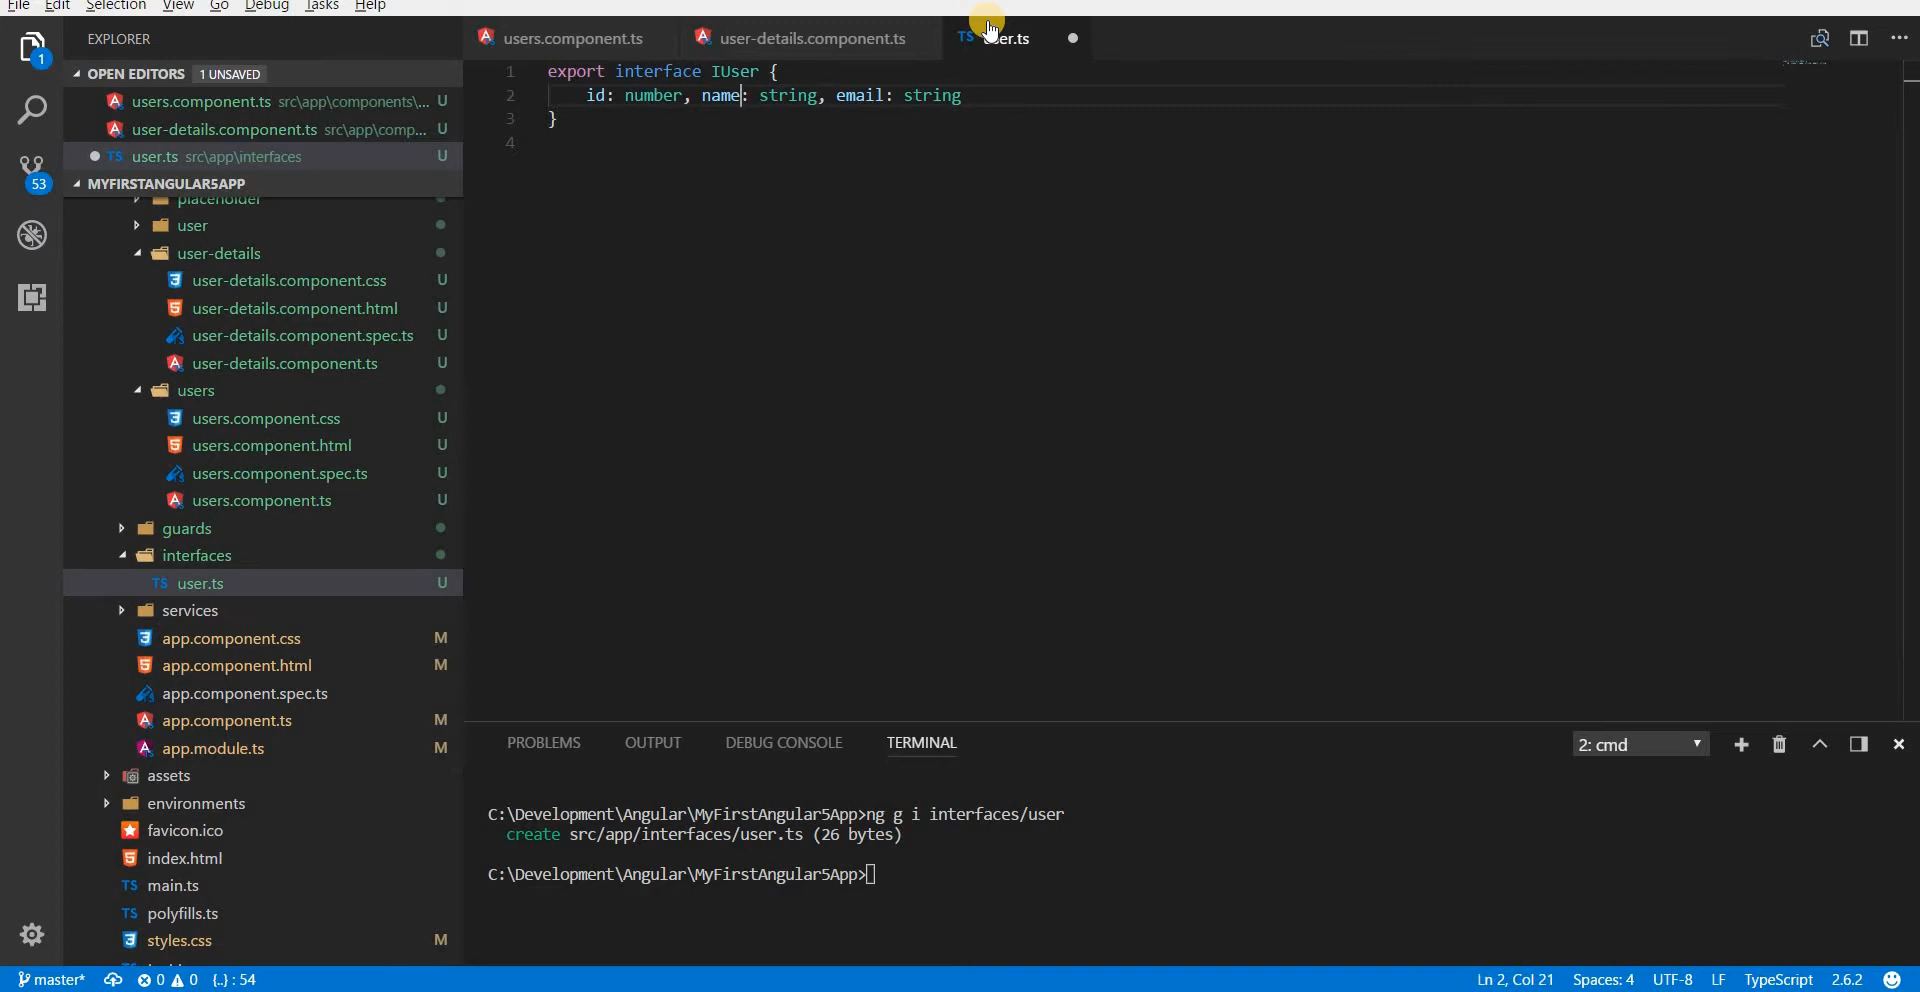 File Edit Selection View Go Debug Tasks Help
EXPLORER
OPEN EDITORS 1 UNSAVED
users.component.ts src\app\components\... U
user-details.component.ts src\app\comp... U
TS user.ts src\app\interfaces U
MYFIRSTANGULAR5APP
placeholder
user
user-details
user-details.component.css U
user-details.component.html U
user-details.component.spec.ts U
user-details.component.ts U
users
users.component.css U
users.component.html U
users.component.spec.ts U
users.component.ts U
guards
interfaces
TS user.ts U
services
app.component.css M
app.component.html M
app.component.spec.ts
app.component.ts M
app.module.ts M
assets
environments
favicon.ico
index.html
TS main.ts
TS polyfills.ts
styles.css M
1
53
users.component.ts user-details.component.ts TS user.ts
1 export interface IUser {
2 id: number, name: string, email: string
3 }
4
PROBLEMS OUTPUT DEBUG CONSOLE TERMINAL 2: cmd
C:\Development\Angular\MyFirstAngular5App>ng g i interfaces/user
create src/app/interfaces/user.ts (26 bytes)
C:\Development\Angular\MyFirstAngular5App>
master* 0 0 {..} : 54 Ln 2, Col 21 Spaces: 4 UTF-8 LF TypeScript 2.6.2